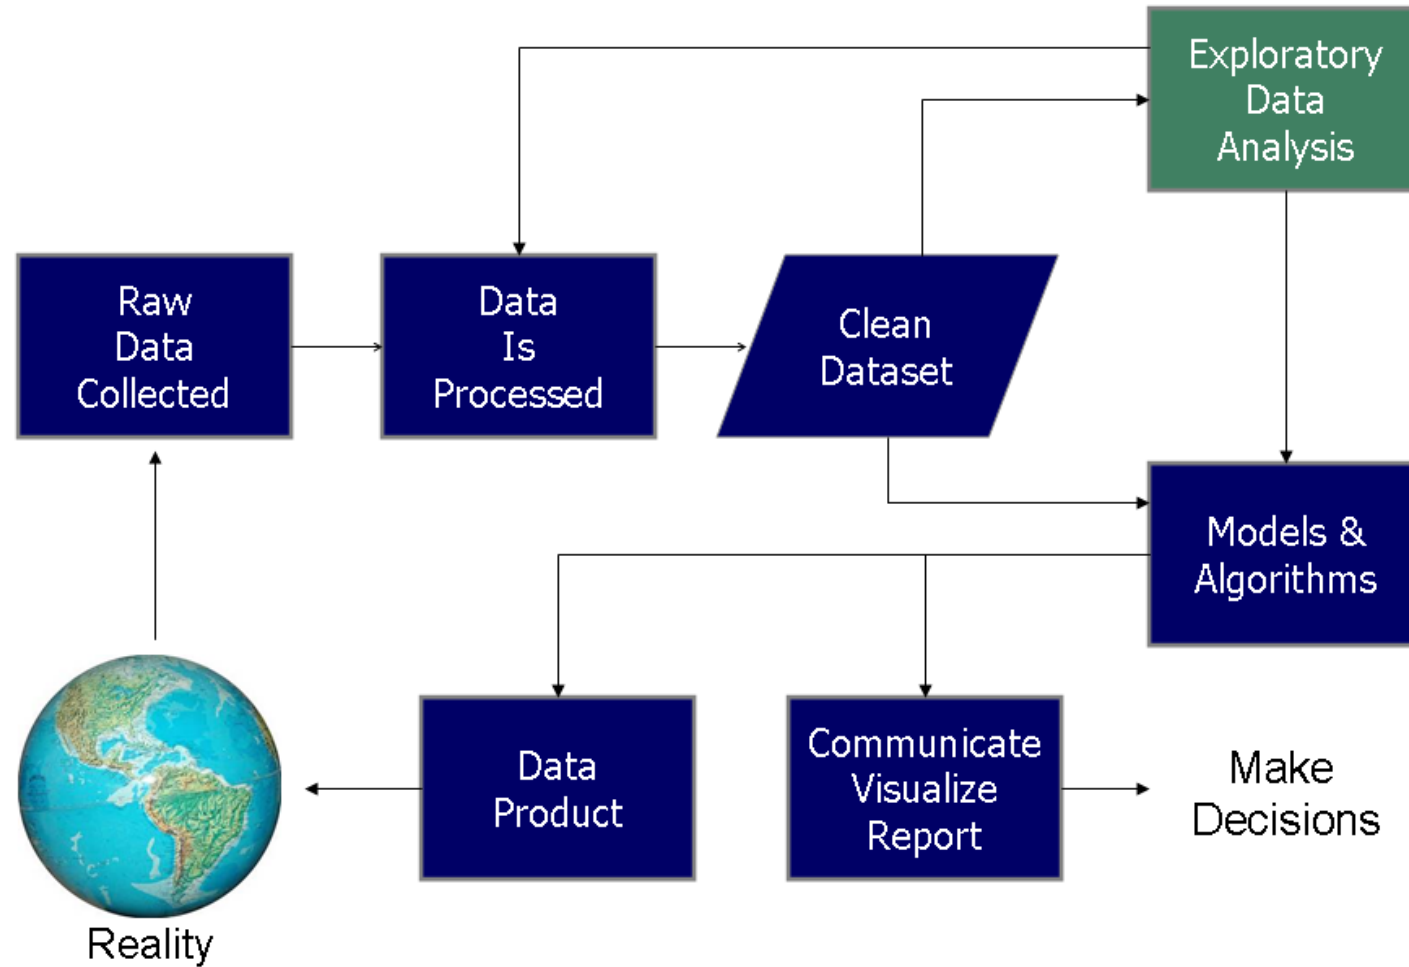 Exploratory
Data
Analysis
Raw
Data
Collected
Data
Is
Processed
Clean
Dataset
Models &
Algorithms
Data
Product
Communicate
Visualize
Report
Make
Decisions
Reality